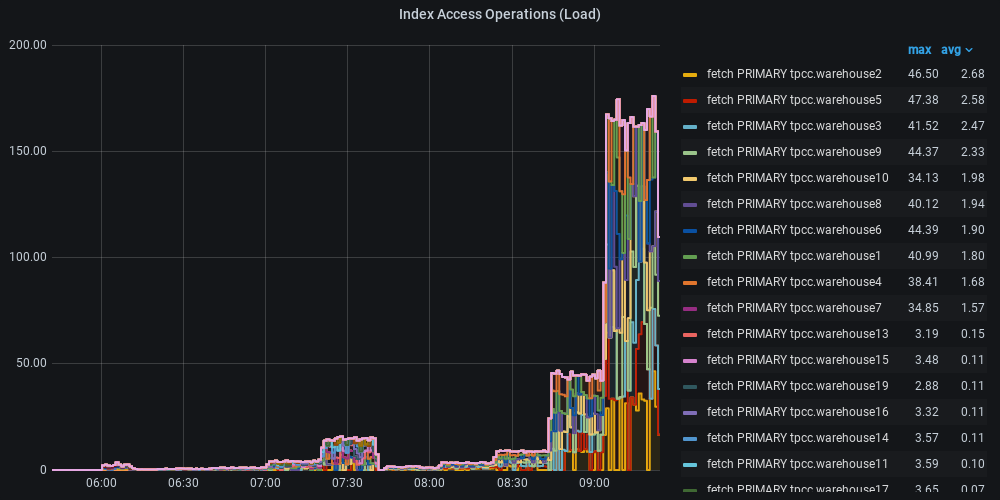 Index Access Operations (Load)
200.00
150.00
100.00
50.00
0
06:00 06:30 07:00 07:30 08:00 08:30 09:00
max avg
fetch PRIMARY tpcc.warehouse2 46.50 2.68
fetch PRIMARY tpcc.warehouse5 47.38 2.58
fetch PRIMARY tpcc.warehouse3 41.52 2.47
fetch PRIMARY tpcc.warehouse9 44.37 2.33
fetch PRIMARY tpcc.warehouse10 34.13 1.98
fetch PRIMARY tpcc.warehouse8 40.12 1.94
fetch PRIMARY tpcc.warehouse6 44.39 1.90
fetch PRIMARY tpcc.warehouse1 40.99 1.80
fetch PRIMARY tpcc.warehouse4 38.41 1.68
fetch PRIMARY tpcc.warehouse7 34.85 1.57
fetch PRIMARY tpcc.warehouse13 3.19 0.15
fetch PRIMARY tpcc.warehouse15 3.48 0.11
fetch PRIMARY tpcc.warehouse19 2.88 0.11
fetch PRIMARY tpcc.warehouse16 3.32 0.11
fetch PRIMARY tpcc.warehouse14 3.57 0.11
fetch PRIMARY tpcc.warehouse11 3.59 0.10
fetch PRIMARY tpcc.warehouse17 3.65 0.07